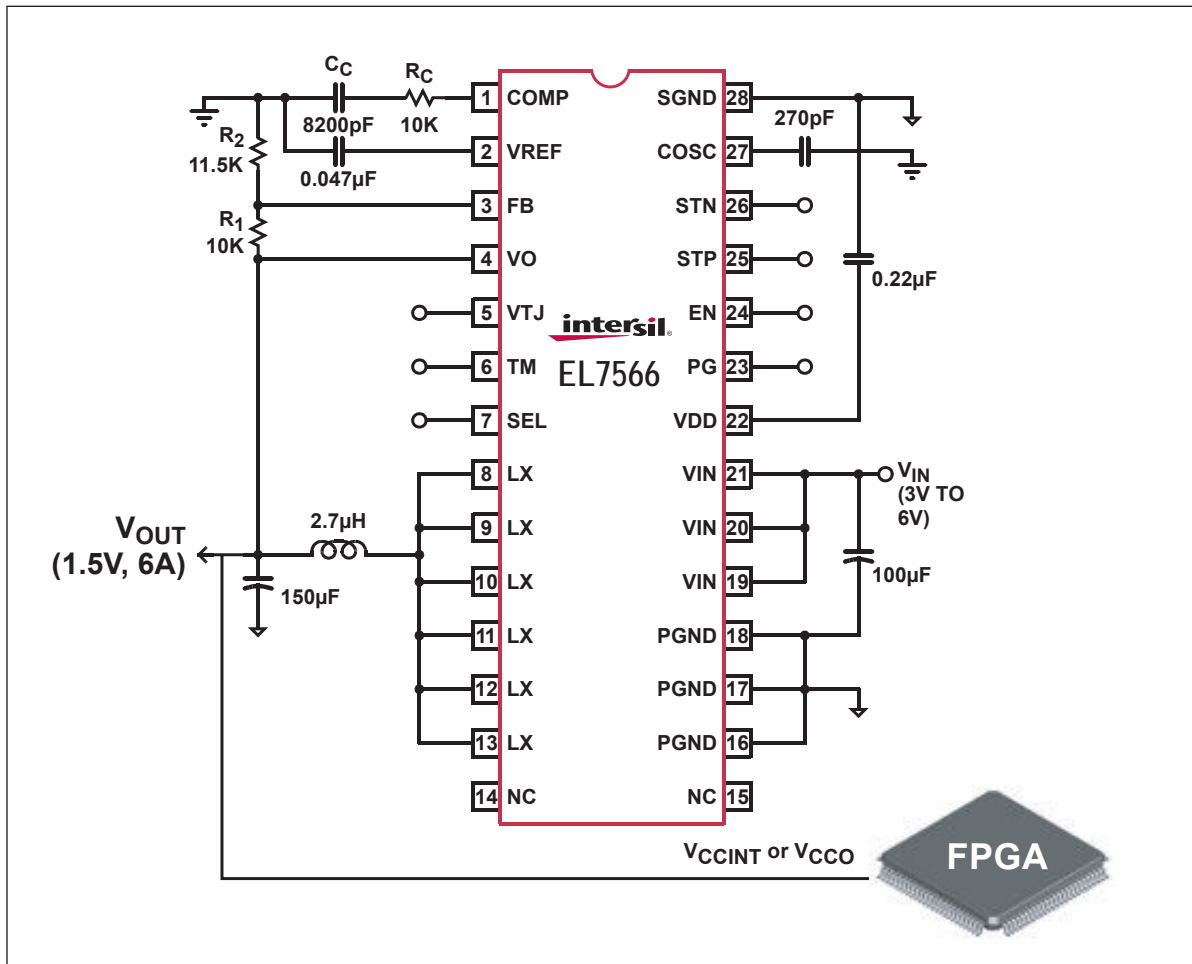 CC
8200pF
RC
10K
R2
11.5K
0.047µF
R1
10K
1 COMP
2 VREF
3 FB
4 VO
5 VTJ
6 TM
7 SEL
8 LX
9 LX
10 LX
11 LX
12 LX
13 LX
14 NC
intersil®
EL7566
SGND 28
COSC 27
STN 26
STP 25
EN 24
PG 23
VDD 22
VIN 21
VIN 20
VIN 19
PGND 18
PGND 17
PGND 16
NC 15
270pF
0.22µF
VIN
(3V TO
6V)
100µF
2.7µH
VOUT
(1.5V, 6A)
150µF
VCCINT or VCCO
FPGA